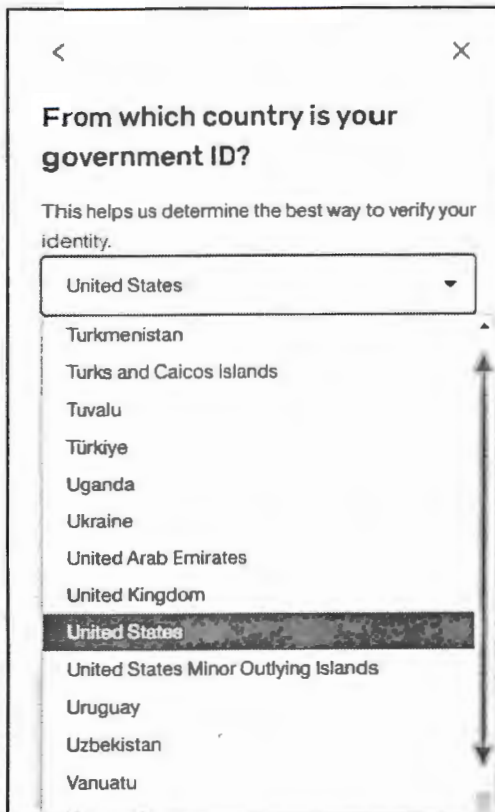 From which country is your
government ID?
This helps us determine the best way to verify your
identity.
United States
Turkmenistan
Turks and Caicos Islands
Tuvalu
Türkiye
Uganda
Ukraine
United Arab Emirates
United Kingdom
United States
United States Minor Outlying Islands
Uruguay
Uzbekistan
Vanuatu